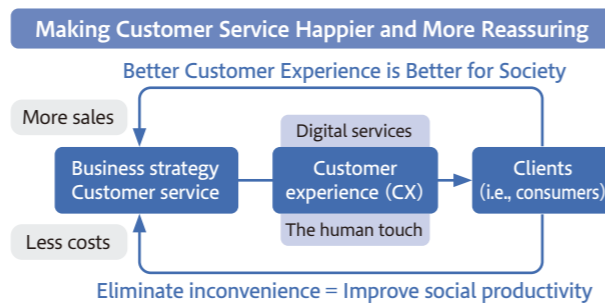 Making Customer Service Happier and More Reassuring
Better Customer Experience is Better for Society
More sales
Digital services
Business strategy
Customer service
Customer
experience (CX)
Clients
(i.e., consumers)
Less costs
The human touch
Eliminate inconvenience = Improve social productivity